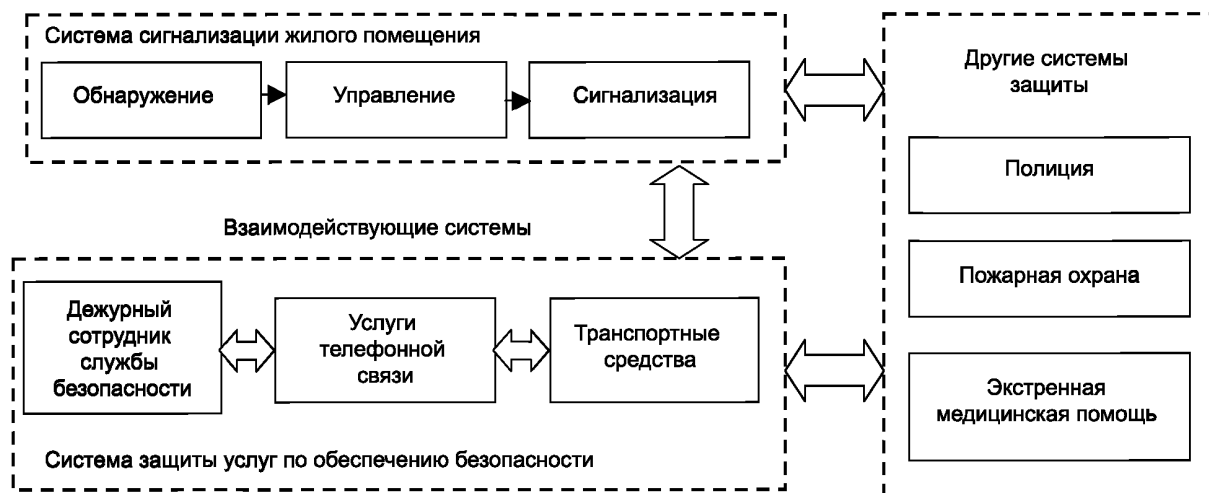 Система сигнализации жилого помещения
Обнаружение
Управление
Сигнализация
Другие системы
защиты
Полиция
Пожарная охрана
Экстренная
медицинская помощь
Взаимодействующие системы
Дежурный
сотрудник
службы
безопасности
Услуги
телефонной
связи
Транспортные
средства
Система защиты услуг по обеспечению безопасности